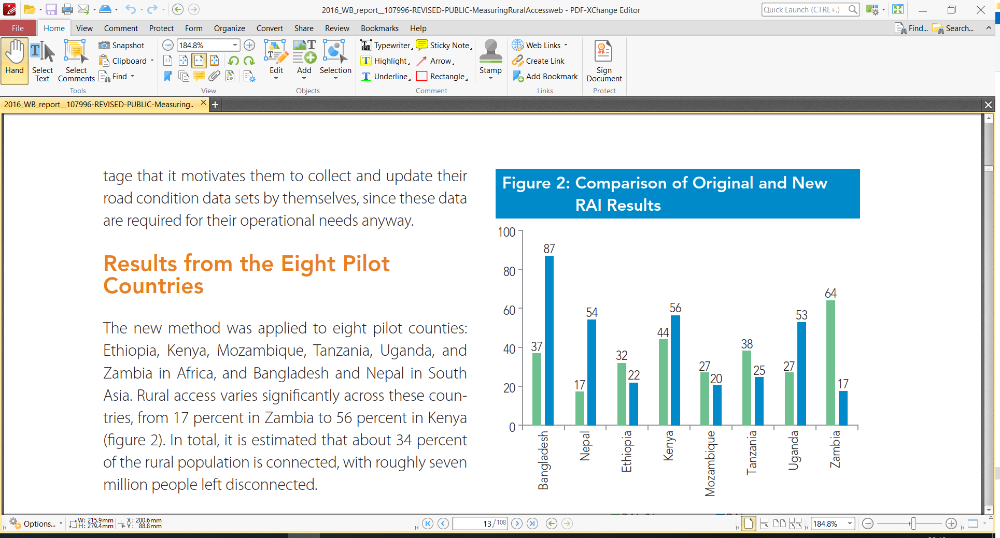 2016_WB_report__107996-REVISED-PUBLIC-MeasuringRuralAccessweb - PDF-XChange Editor
Quick Launch (CTRL+.)
File Home View Comment Protect Form Organize Convert Share Review Bookmarks Help Find... Search...
Hand
Select Text
Select Comments
Snapshot
Clipboard
Find
Tools
184.8%
View
Edit
Add
Selection
Objects
Typewriter
Highlight
Underline
Sticky Note
Arrow
Rectangle
Stamp
Comment
Web Links
Create Link
Add Bookmark
Links
Sign Document
Protect
2016_WB_report__107996-REVISED-PUBLIC-Measuring..
tage that it motivates them to collect and update their
road condition data sets by themselves, since these data
are required for their operational needs anyway.
Results from the Eight Pilot
Countries
The new method was applied to eight pilot counties:
Ethiopia, Kenya, Mozambique, Tanzania, Uganda, and
Zambia in Africa, and Bangladesh and Nepal in South
Asia. Rural access varies significantly across these coun-
tries, from 17 percent in Zambia to 56 percent in Kenya
(figure 2). In total, it is estimated that about 34 percent
of the rural population is connected, with roughly seven
million people left disconnected.
Figure 2: Comparison of Original and New
RAI Results
100
80
60
40
20
0
37 87
17 54
32 22
44 56
27 20
38 25
27 53
64 17
Bangladesh
Nepal
Ethiopia
Kenya
Mozambique
Tanzania
Uganda
Zambia
Options...
W: 215.9mm
H: 279.4mm
X: 200.6mm
Y: 88.8mm
13/108
184.8%